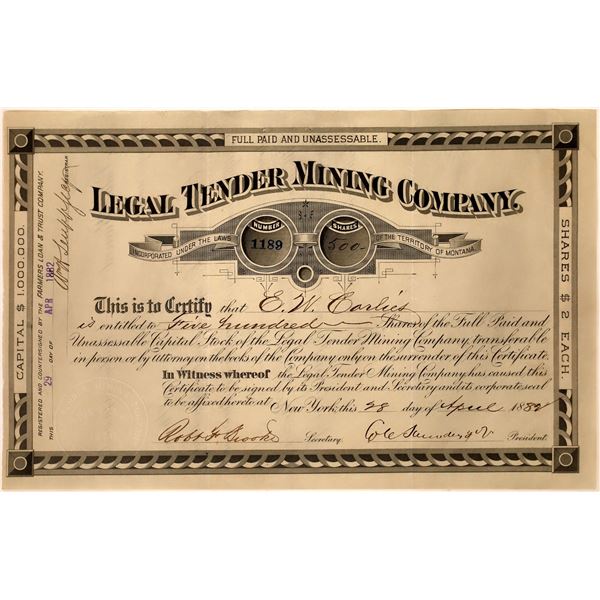 FULL PAID AND UNASSESSABLE.
LEGAL TENDER MINING COMPANY.
NUMBER
1189
SHARES
500-
INCORPORATED UNDER THE LAWS OF THE TERRITORY OF MONTANA.
This is to Certify that E. W. Corlies
is entitled to Five hundred Shares of the Full Paid and
Unassessable Capital Stock of the Legal Tender Mining Company, transferable
in person or by Attorney on the books of the Company only on the surrender of this Certificate.
In Witness whereof the Legal Tender Mining Company has caused this
Certificate to be signed by its President and Secretary and its corporate seal
to be affixed hereto at New York, this 28 day of April 1882
Robt H Brooks Secretary. President.
CAPITAL $ 1,000,000.
REGISTERED AND COUNTERSIGNED BY THE FARMERS LOAN & TRUST COMPANY.
THIS 29 DAY OF APR 1882
SHARES $ 2 EACH.